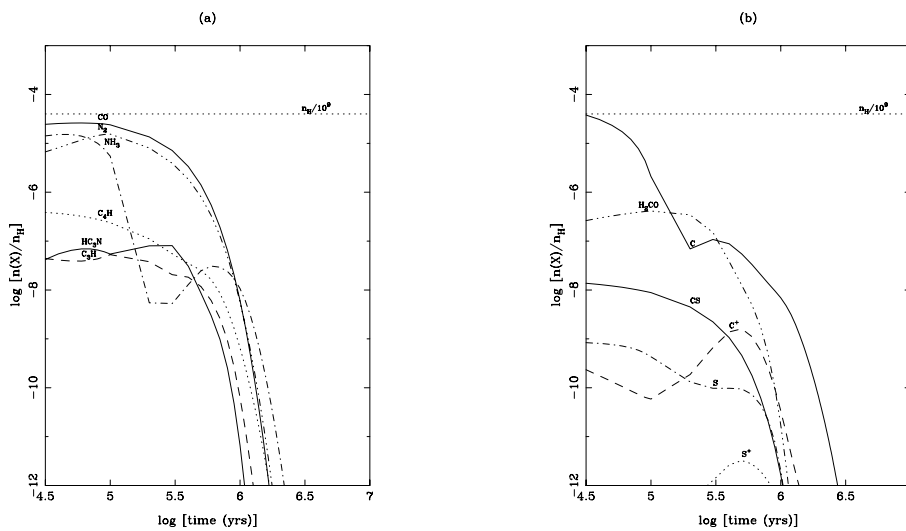 (a)
-4
-6
-8
-10
-12
log [n(X)/n_H]
n_H/10^9
CO
N_2
NH_3
C_4H
HC_3N
C_3H
4.5 5 5.5 6 6.5 7
log [time (yrs)]
(b)
-4
-6
-8
-10
-12
log [n(X)/n_H]
n_H/10^9
H_2CO
C
CS
C^+
S
S^+
4.5 5 5.5 6 6.5
log [time (yrs)]